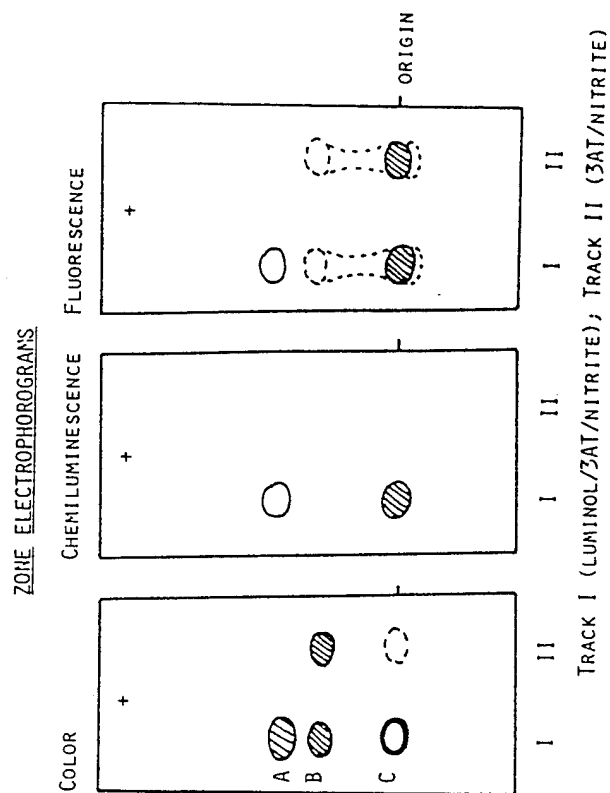 ZONE ELECTROPHOROGRAMS
COLOR
CHEMILUMINESCENCE
FLUORESCENCE
+
+
+
A
B
C
ORIGIN
I
II
I
II
I
II
TRACK I (LUMINOL/3AT/NITRITE); TRACK II (3AT/NITRITE)